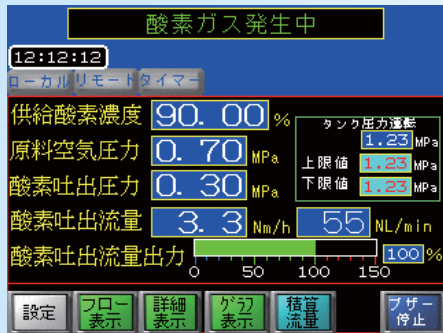 酸素ガス発生中
12:12:12
ローカル リモート タイマー
供給酸素濃度 90. 00 %
タンク圧力運転
1.23 MPa
原料空気圧力 0. 70 MPa
上限値 1.23 MPa
酸素吐出圧力 0. 30 MPa
下限値 1.23 MPa
酸素吐出流量 3. 3 Nm/h 55 NL/min
酸素吐出流量出力 100 %
0 50 100 150
設定 フロー表示 詳細表示 グラフ表示 積算流量 ブザー停止